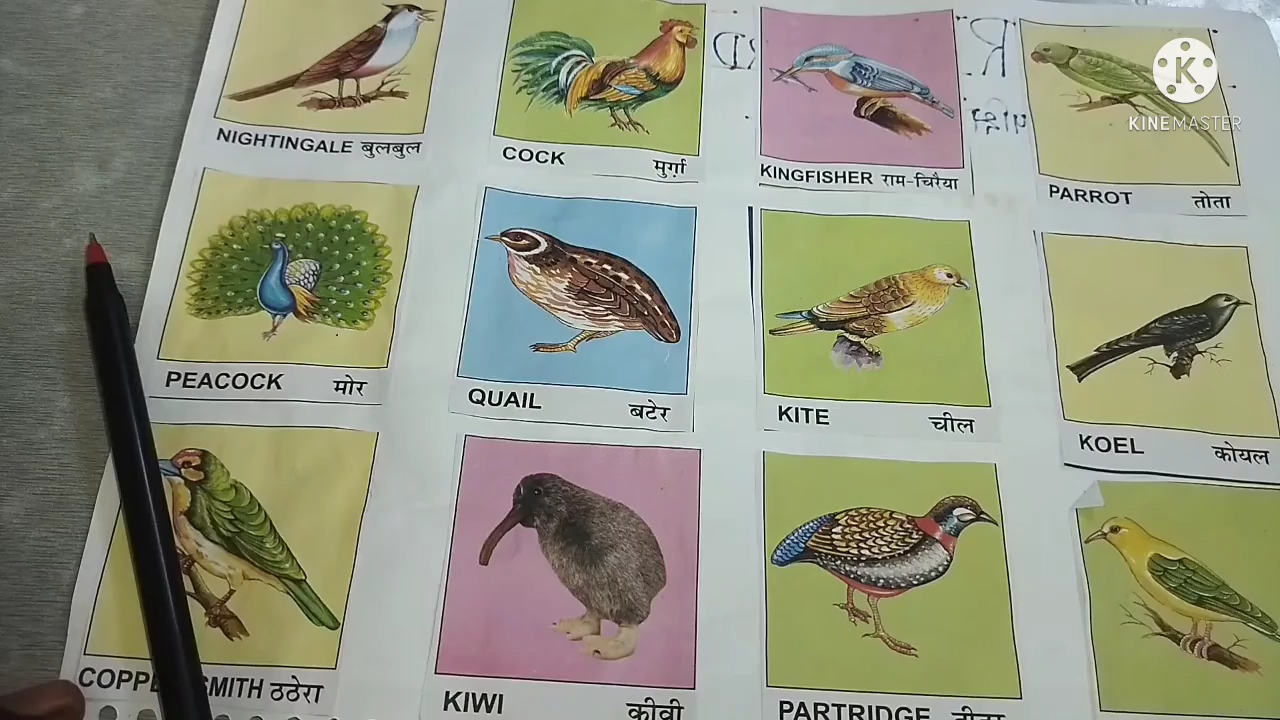 K
KINEMASTER
NIGHTINGALE बुलबुल
COCK मुर्ग़ा
KINGFISHER राम-चिरैया
PARROT तोता
PEACOCK मोर
QUAIL बटेर
KITE चील
KOEL कोयल
SMITH ठठेरा
KIWI कीवी
PARTRIDGE